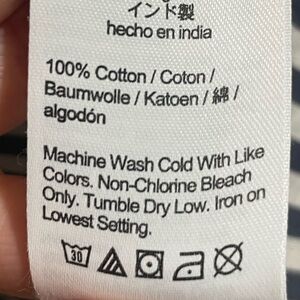 インド製
hecho en india
100% Cotton / Coton /
Baumwolle / Katoen / 綿 /
algodón
Machine Wash Cold With Like
Colors. Non-Chlorine Bleach
Only. Tumble Dry Low. Iron on
Lowest Setting.
30